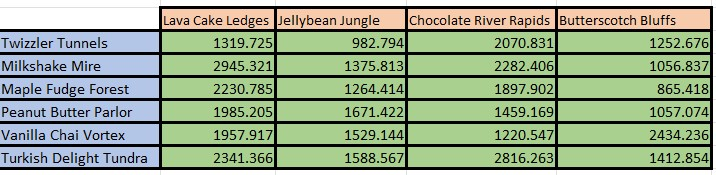 Lava Cake Ledges Jellybean Jungle Chocolate River Rapids Butterscotch Bluffs
Twizzler Tunnels 1319.725 982.794 2070.831 1252.676
Milkshake Mire 2945.321 1375.813 2282.406 1056.837
Maple Fudge Forest 2230.785 1264.414 1897.902 865.418
Peanut Butter Parlor 1985.205 1671.422 1459.169 1057.074
Vanilla Chai Vortex 1957.917 1529.144 1220.547 2434.236
Turkish Delight Tundra 2341.366 1588.567 2816.263 1412.854